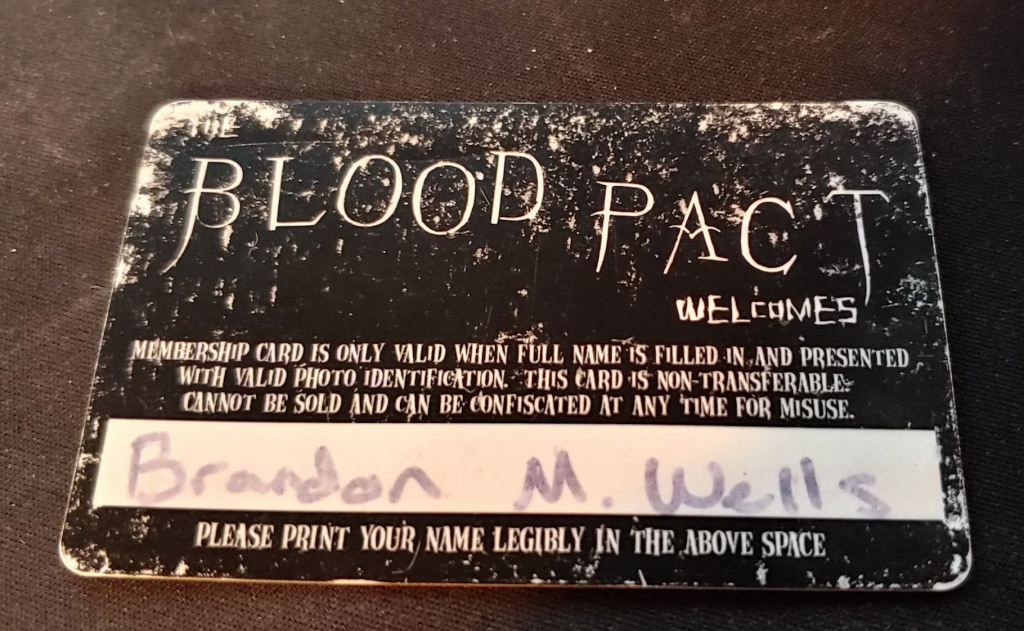 THE
BLOOD PACT
WELCOMES
MEMBERSHIP CARD IS ONLY VALID WHEN FULL NAME IS FILLED IN AND PRESENTED
WITH VALID PHOTO IDENTIFICATION. THIS CARD IS NON-TRANSFERABLE.
CANNOT BE SOLD AND CAN BE CONFISCATED AT ANY TIME FOR MISUSE.
Brandon M. Wells
PLEASE PRINT YOUR NAME LEGIBLY IN THE ABOVE SPACE